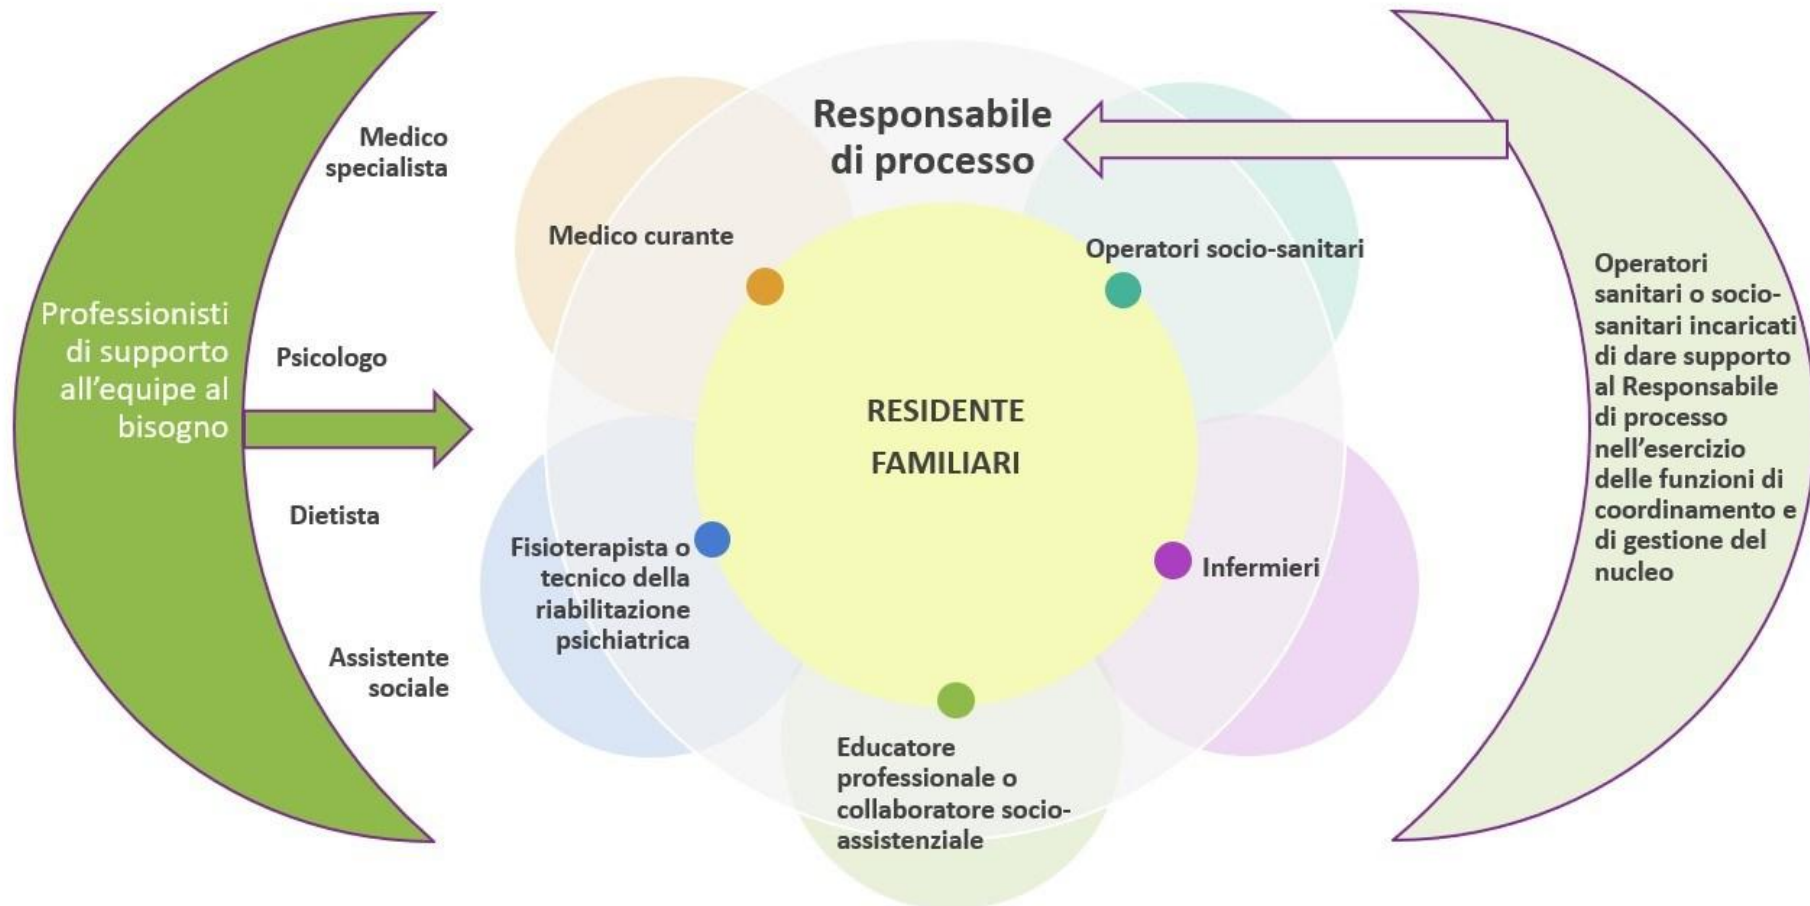 Professionisti
di supporto
all'equipe al
bisogno
Medico
specialista
Psicologo
Dietista
Assistente
sociale
Responsabile
di processo
Medico curante
Operatori socio-sanitari
RESIDENTE
FAMILIARI
Fisioterapista o
tecnico della
riabilitazione
psichiatrica
Infermieri
Educatore
professionale o
collaboratore socio-
assistenziale
Operatori
sanitari o socio-
sanitari incaricati
di dare supporto
al Responsabile
di processo
nell'esercizio
delle funzioni di
coordinamento e
di gestione del
nucleo